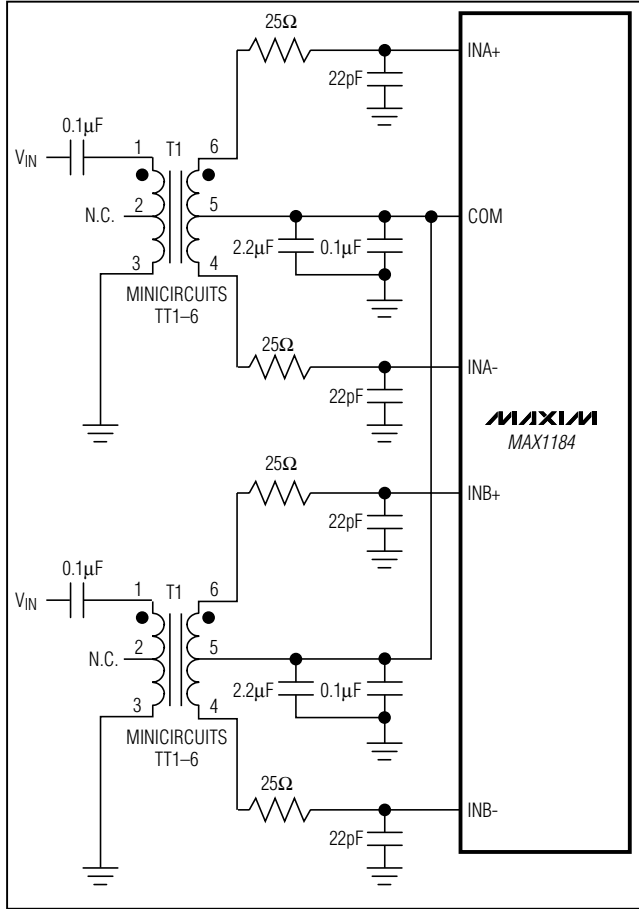 25Ω
INA+
22pF
0.1μF
1
T1
6
VIN
N.C.
2
5
COM
2.2μF
0.1μF
3
4
MINICIRCUITS
TT1–6
25Ω
INA-
22pF
MAXIM
MAX1184
25Ω
INB+
22pF
0.1μF
1
T1
6
VIN
N.C.
2
5
2.2μF
0.1μF
3
4
MINICIRCUITS
TT1–6
25Ω
INB-
22pF